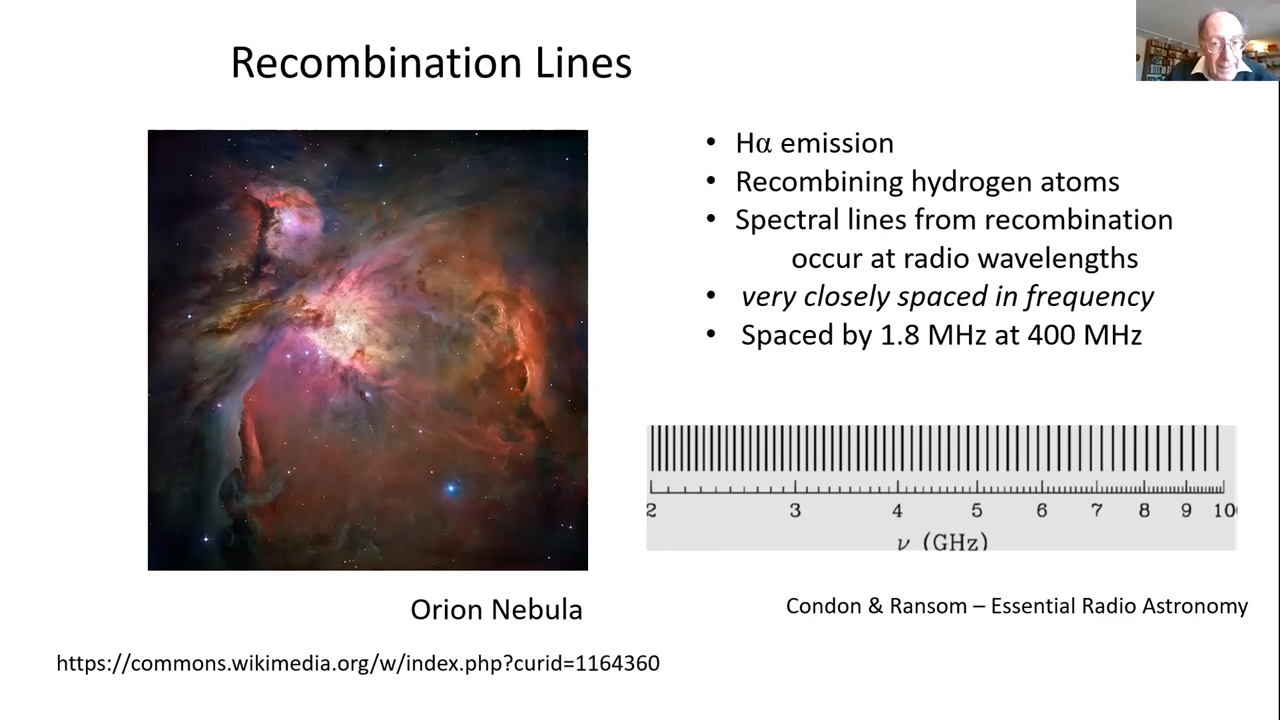 Recombination Lines
• Hα emission
• Recombining hydrogen atoms
• Spectral lines from recombination
occur at radio wavelengths
• very closely spaced in frequency
• Spaced by 1.8 MHz at 400 MHz
2 3 4 5 6 7 8 9 10
ν (GHz)
Orion Nebula
Condon & Ransom – Essential Radio Astronomy
https://commons.wikimedia.org/w/index.php?curid=1164360